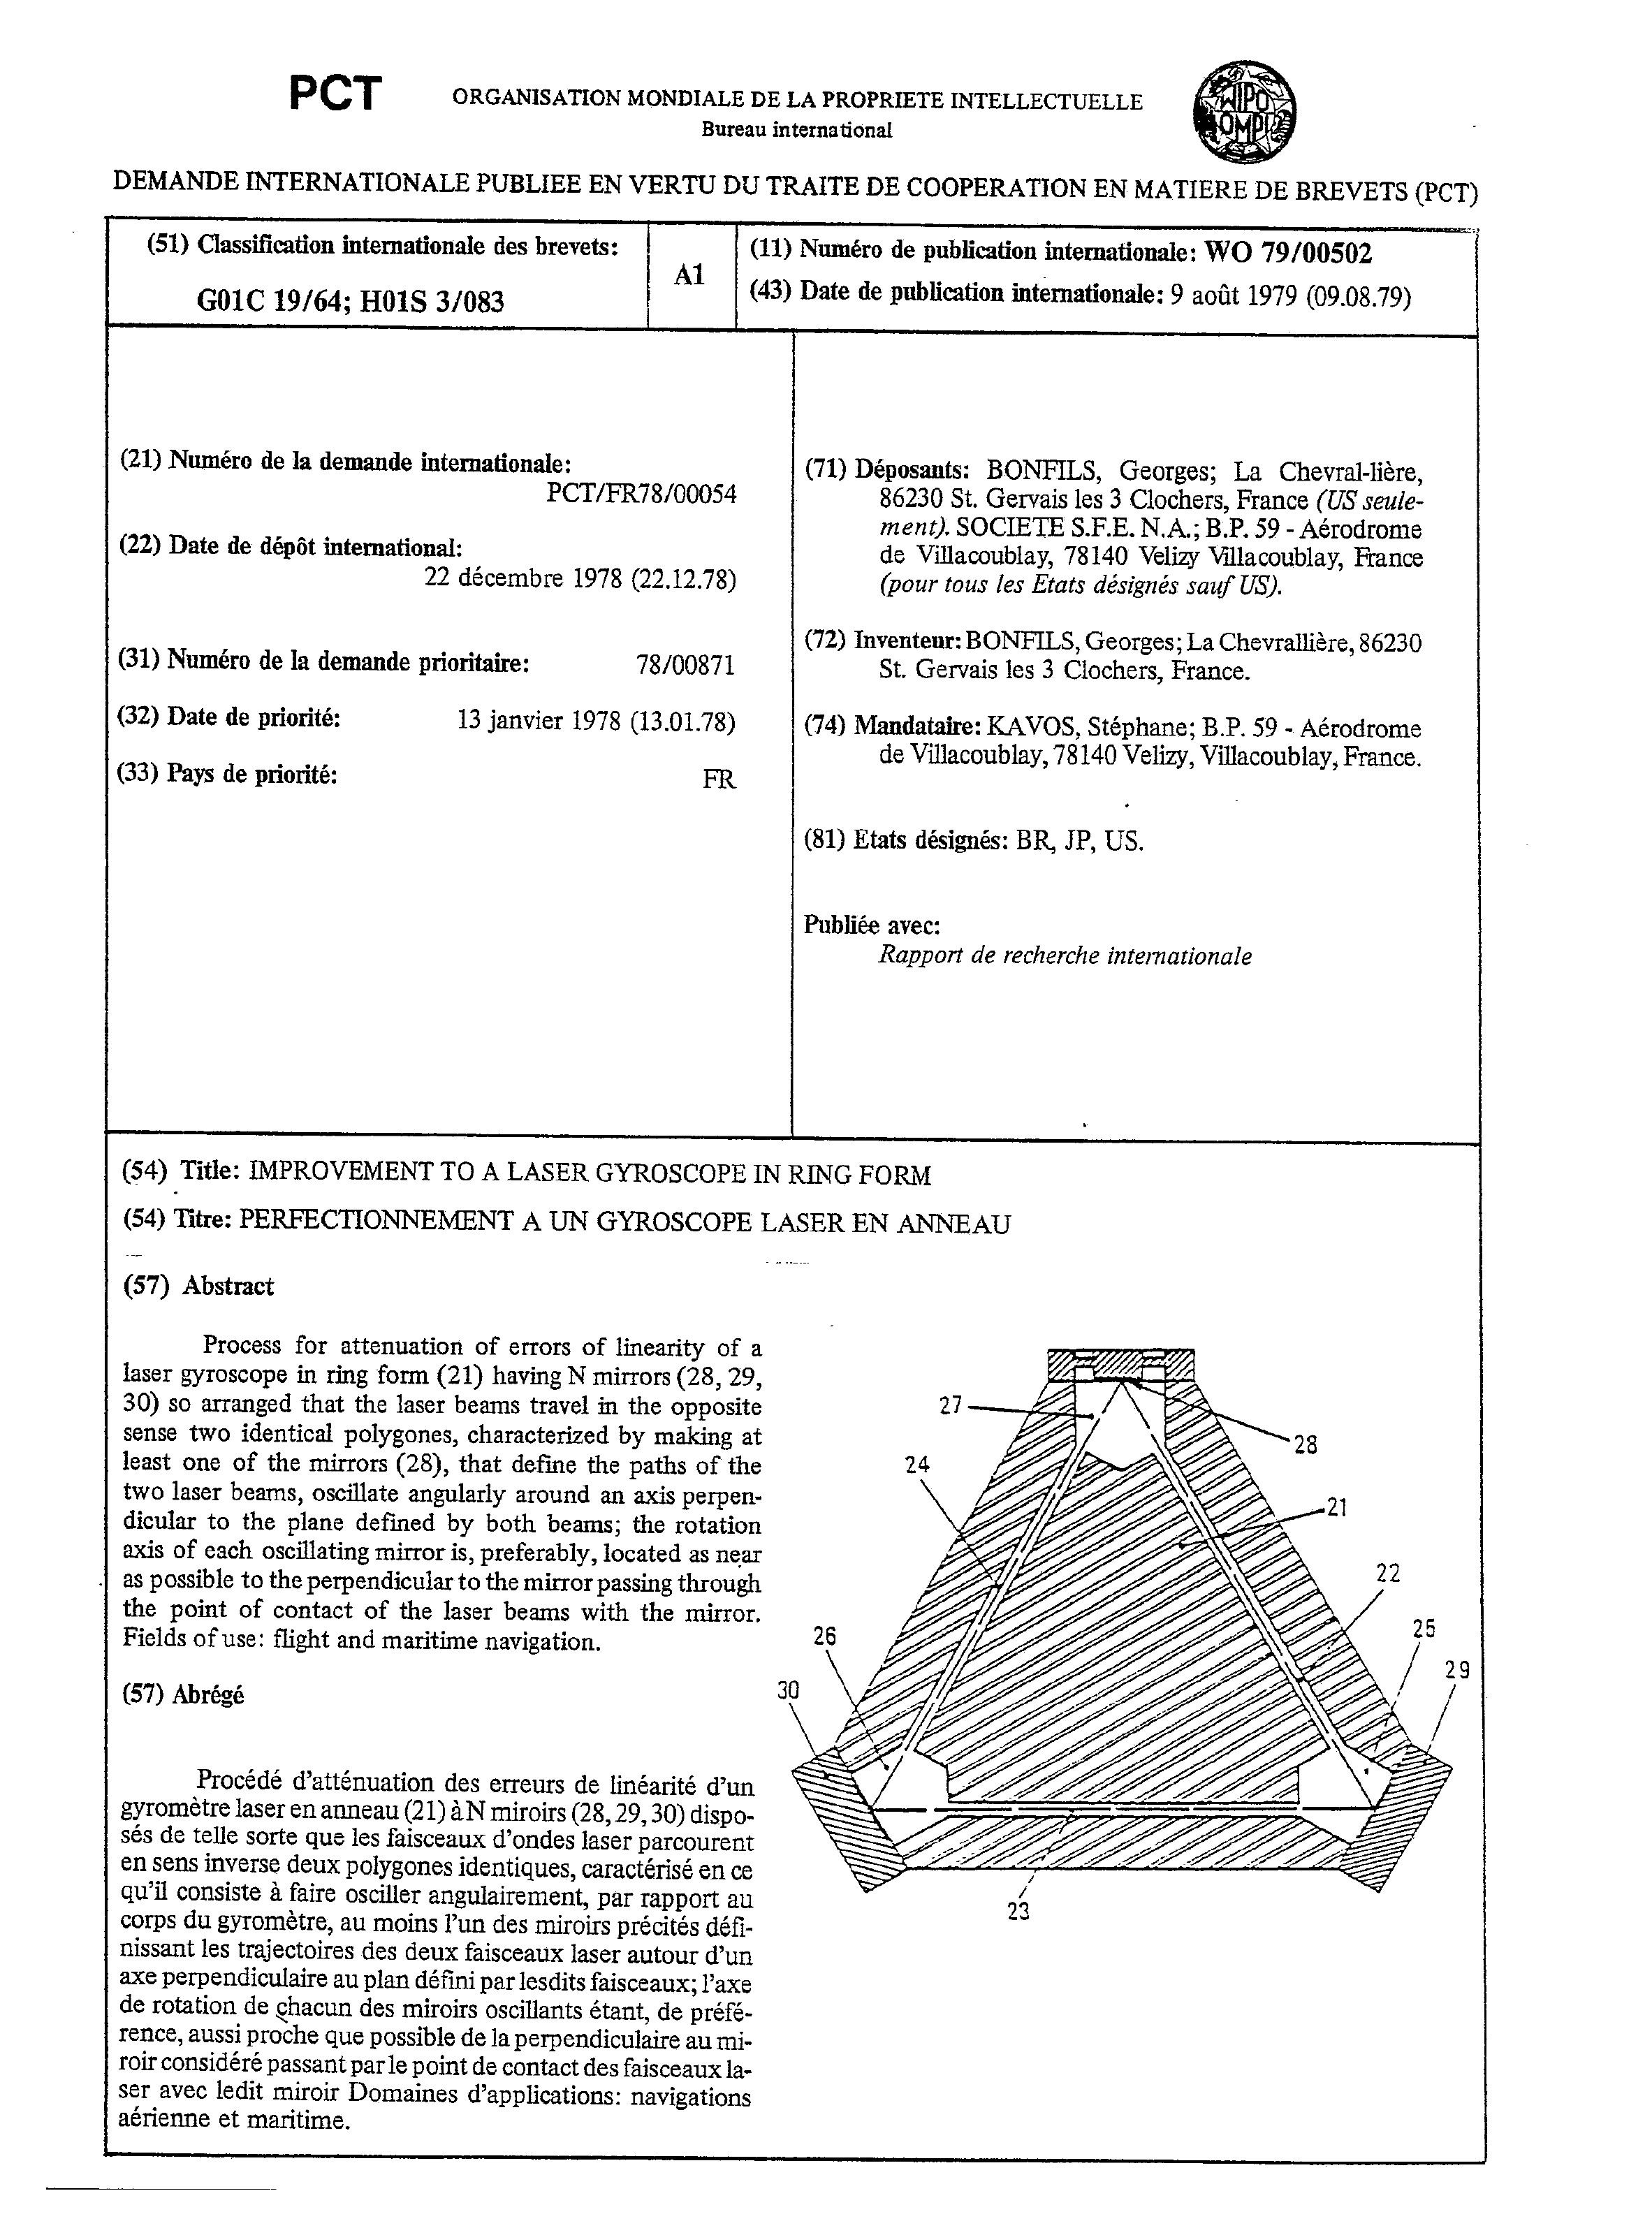 PCT
ORGANISATION MONDIALE DE LA PROPRIETE INTELLECTUELLE
Bureau international
WIPO
OMPI
DEMANDE INTERNATIONALE PUBLIEE EN VERTU DU TRAITE DE COOPERATION EN MATIERE DE BREVETS (PCT)
(51) Classification internationale des brevets:
G01C 19/64; H01S 3/083
A1
(11) Numéro de publication internationale: WO 79/00502
(43) Date de publication internationale: 9 août 1979 (09.08.79)
(21) Numéro de la demande internationale:
PCT/FR78/00054
(22) Date de dépôt international:
22 décembre 1978 (22.12.78)
(31) Numéro de la demande prioritaire: 78/00871
(32) Date de priorité: 13 janvier 1978 (13.01.78)
(33) Pays de priorité: FR
(71) Déposants: BONFILS, Georges; La Chevral-lière,
86230 St. Gervais les 3 Clochers, France (US seule-
ment). SOCIETE S.F.E. N.A.; B.P. 59 - Aérodrome
de Villacoublay, 78140 Velizy Villacoublay, France
(pour tous les Etats désignés sauf US).
(72) Inventeur: BONFILS, Georges; La Chevrallière, 86230
St. Gervais les 3 Clochers, France.
(74) Mandataire: KAVOS, Stéphane; B.P. 59 - Aérodrome
de Villacoublay, 78140 Velizy, Villacoublay, France.
(81) Etats désignés: BR, JP, US.
Publiée avec:
Rapport de recherche internationale
(54) Title: IMPROVEMENT TO A LASER GYROSCOPE IN RING FORM
(54) Titre: PERFECTIONNEMENT A UN GYROSCOPE LASER EN ANNEAU
(57) Abstract
Process for attenuation of errors of linearity of a
laser gyroscope in ring form (21) having N mirrors (28, 29,
30) so arranged that the laser beams travel in the opposite
sense two identical polygones, characterized by making at
least one of the mirrors (28), that define the paths of the
two laser beams, oscillate angularly around an axis perpen-
dicular to the plane defined by both beams; the rotation
axis of each oscillating mirror is, preferably, located as near
as possible to the perpendicular to the mirror passing through
the point of contact of the laser beams with the mirror.
Fields of use: flight and maritime navigation.
(57) Abrégé
Procédé d'atténuation des erreurs de linéarité d'un
gyromètre laser en anneau (21) à N miroirs (28, 29, 30) dispo-
sés de telle sorte que les faisceaux d'ondes laser parcourent
en sens inverse deux polygones identiques, caractérisé en ce
qu'il consiste à faire osciller angulairement, par rapport au
corps du gyromètre, au moins l'un des miroirs précités défi-
nissant les trajectoires des deux faisceaux laser autour d'un
axe perpendiculaire au plan défini par lesdits faisceaux; l'axe
de rotation de chacun des miroirs oscillants étant, de préfé-
rence, aussi proche que possible de la perpendiculaire au mi-
roir considéré passant par le point de contact des faisceaux la-
ser avec ledit miroir Domaines d'applications: navigations
aérienne et maritime.
27
28
24
21
22
25
26
29
30
23